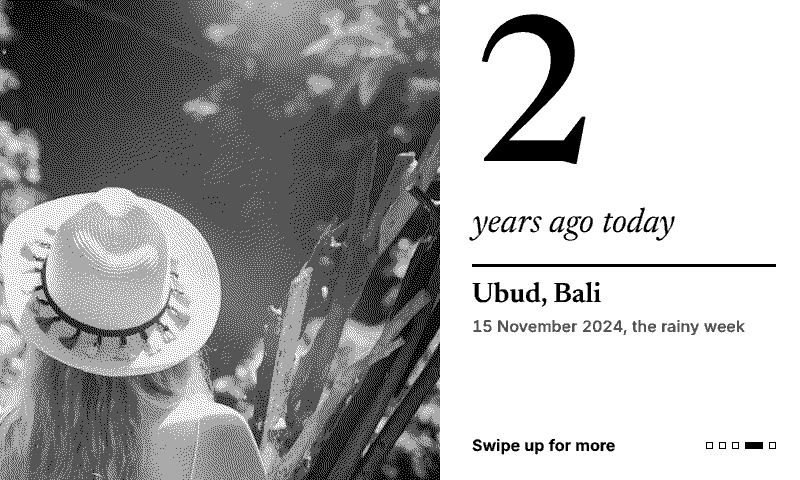 2
years ago today
Ubud, Bali
15 November 2024, the rainy week
Swipe up for more